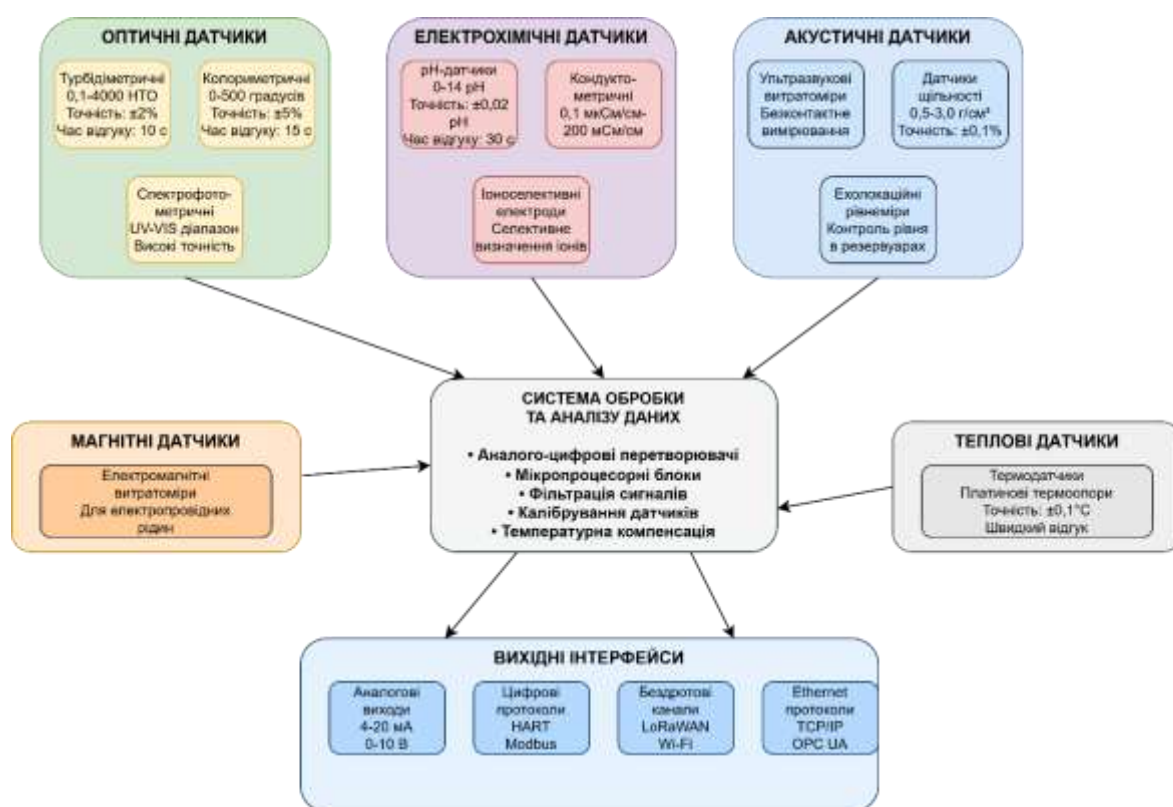 ОПТИЧНІ ДАТЧИКИ
Турбідіметричні
0,1-4000 НТО
Точність: ±2%
Час відгуку: 10 с
Колориметричні
0-500 градусів
Точність: ±5%
Час відгуку: 15 с
Спектрофото-
метричні
UV-VIS діапазон
Високі точність
ЕЛЕКТРОХІМІЧНІ ДАТЧИКИ
pH-датчики
0-14 pH
Точність: ±0,02
pH
Час відгуку: 30 с
Кондукто-
метричні
0,1 мкСм/см-
200 мСм/см
Іоноселективні
електроди
Селективне
визначення іонів
АКУСТИЧНІ ДАТЧИКИ
Ультразвукові
витратоміри
Безконтактне
вимірювання
Датчики
щільності
0,5-3,0 г/см³
Точність: ±0,1%
Ехолокаційні
рівнеміри
Контроль рівня
в резервуарах
СИСТЕМА ОБРОБКИ
ТА АНАЛІЗУ ДАНИХ
• Аналого-цифрові перетворювачі
• Мікропроцесорні блоки
• Фільтрація сигналів
• Калібрування датчиків
• Температурна компенсація
МАГНІТНІ ДАТЧИКИ
Електромагнітні
витратоміри
Для електропровідних
рідин
ТЕПЛОВІ ДАТЧИКИ
Термодатчики
Платинові термоопори
Точність: ±0,1°C
Швидкий відгук
ВИХІДНІ ІНТЕРФЕЙСИ
Аналогові
виходи
4-20 мА
0-10 В
Цифрові
протоколи
HART
Modbus
Бездротові
канали
LoRaWAN
Wi-Fi
Ethernet
протоколи
TCP/IP
OPC UA